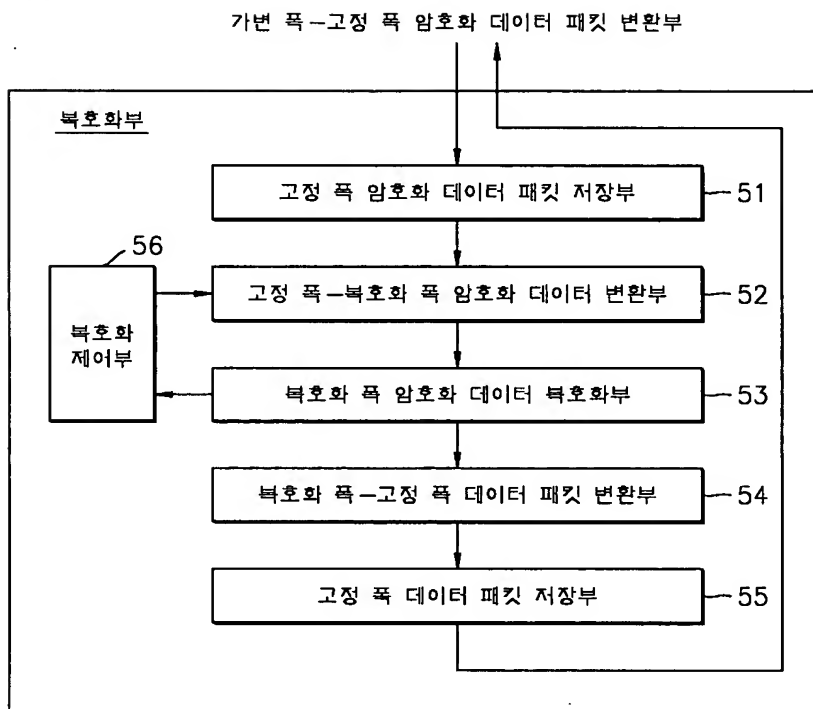 가변 폭–고정 폭 암호화 데이터 패킷 변환부
복호화부
고정 폭 암호화 데이터 패킷 저장부
51
56
고정 폭–복호화 폭 암호화 데이터 변환부
52
복호화
제어부
복호화 폭 암호화 데이터 복호화부
53
복호화 폭–고정 폭 데이터 패킷 변환부
54
고정 폭 데이터 패킷 저장부
55